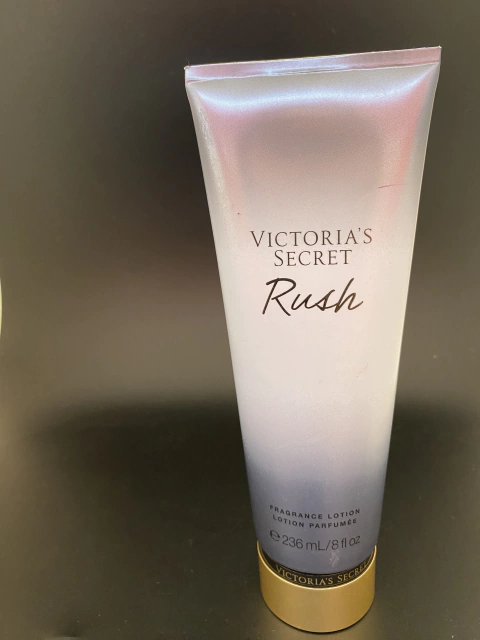 VICTORIA'S
SECRET
Rush
FRAGRANCE LOTION
LOTION PARFUMÉE
℮ 236 mL/8 fl oz
VICTORIA'S SECRET